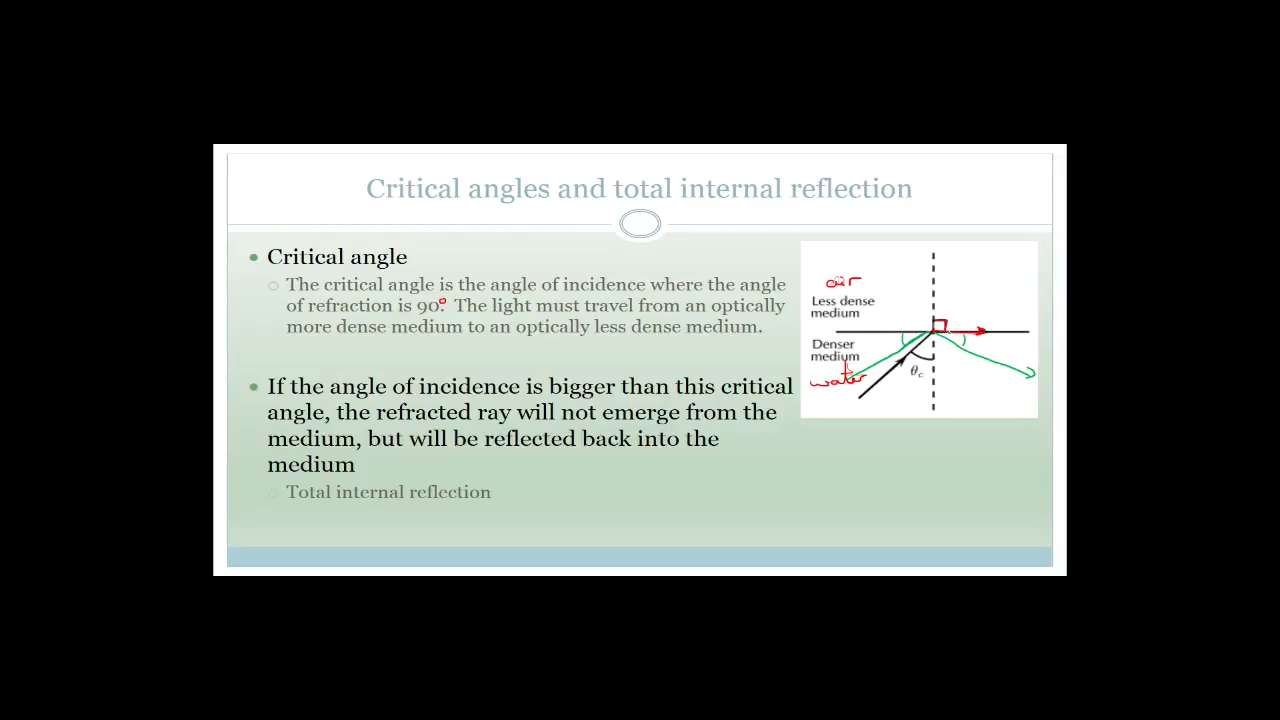 Critical angles and total internal reflection
Critical angle
The critical angle is the angle of incidence where the angle
of refraction is 90°. The light must travel from an optically
more dense medium to an optically less dense medium.
If the angle of incidence is bigger than this critical
angle, the refracted ray will not emerge from the
medium, but will be reflected back into the
medium
Total internal reflection
air
Less dense
medium
Denser
medium
water
θc